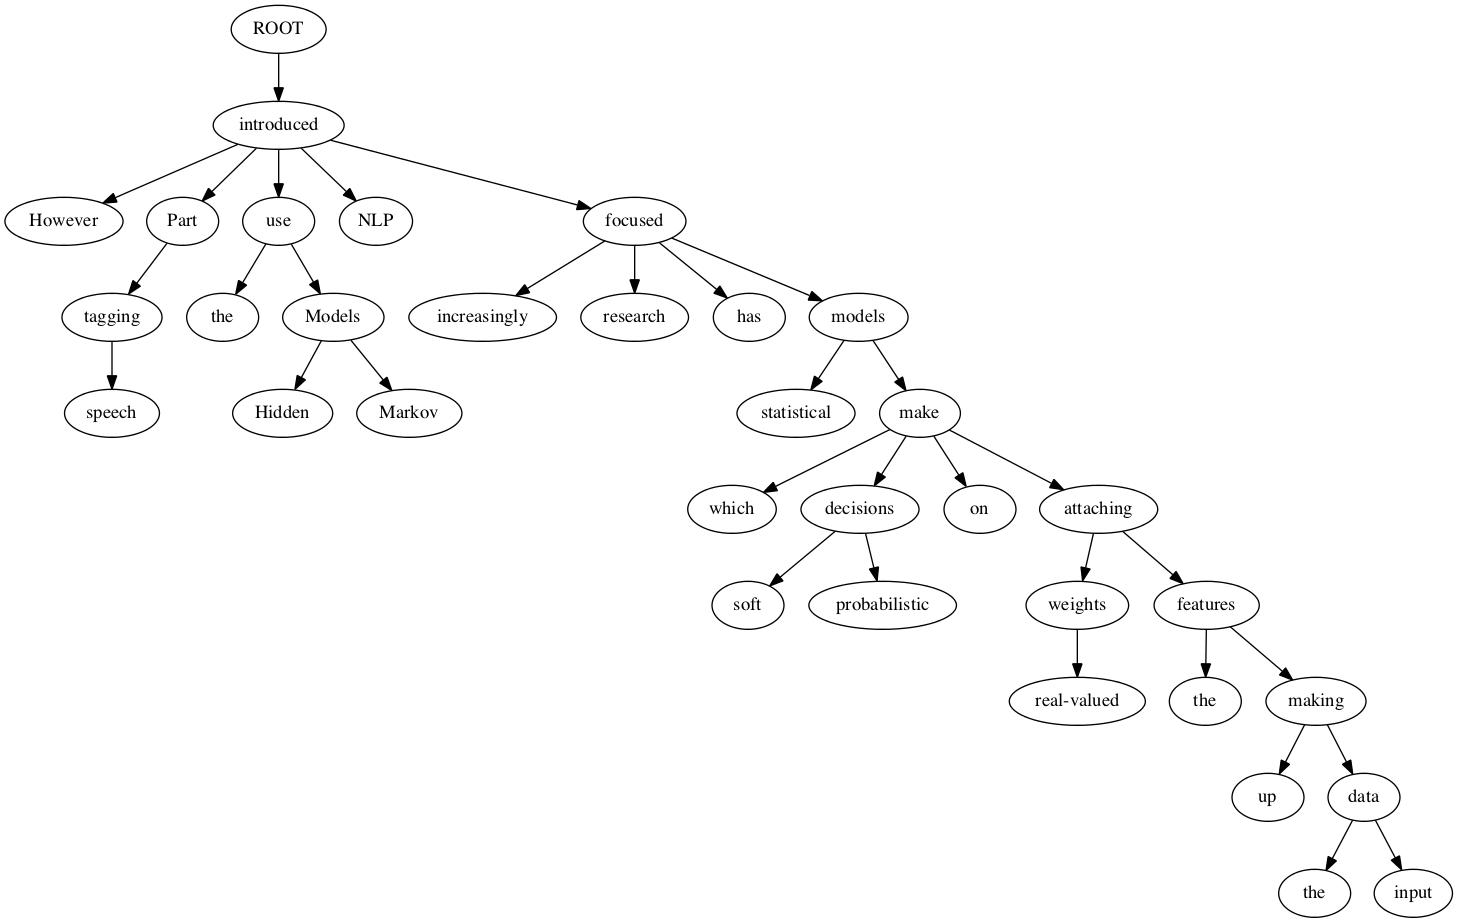 ROOT
introduced
However Part use NLP focused
tagging the Models increasingly research has models
speech Hidden Markov statistical make
which decisions on attaching
soft probabilistic weights features
real-valued the making
up data
the input